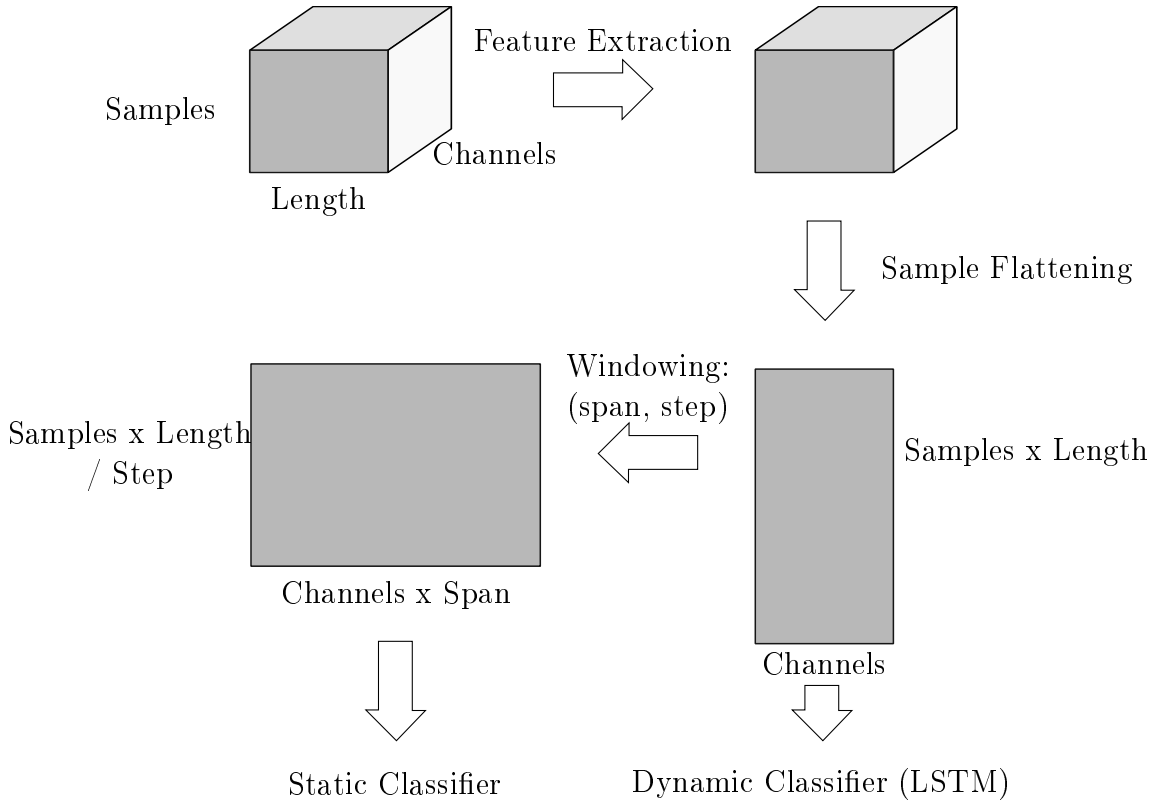 Feature Extraction
Samples
Channels
Length
Sample Flattening
Windowing:
(span, step)
Samples x Length
/ Step
Samples x Length
Channels x Span
Channels
Static Classifier
Dynamic Classifier (LSTM)